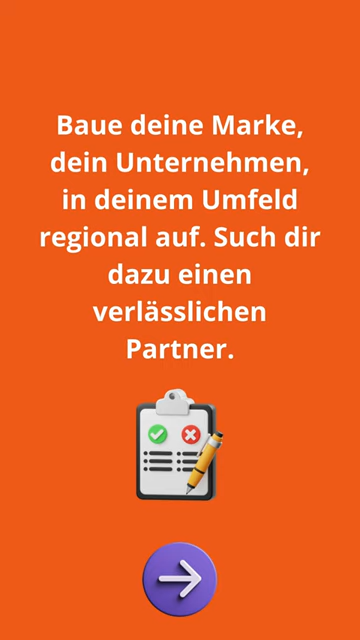 Baue deine Marke,
dein Unternehmen,
in deinem Umfeld
regional auf. Such dir
dazu einen
verlässlichen
Partner.